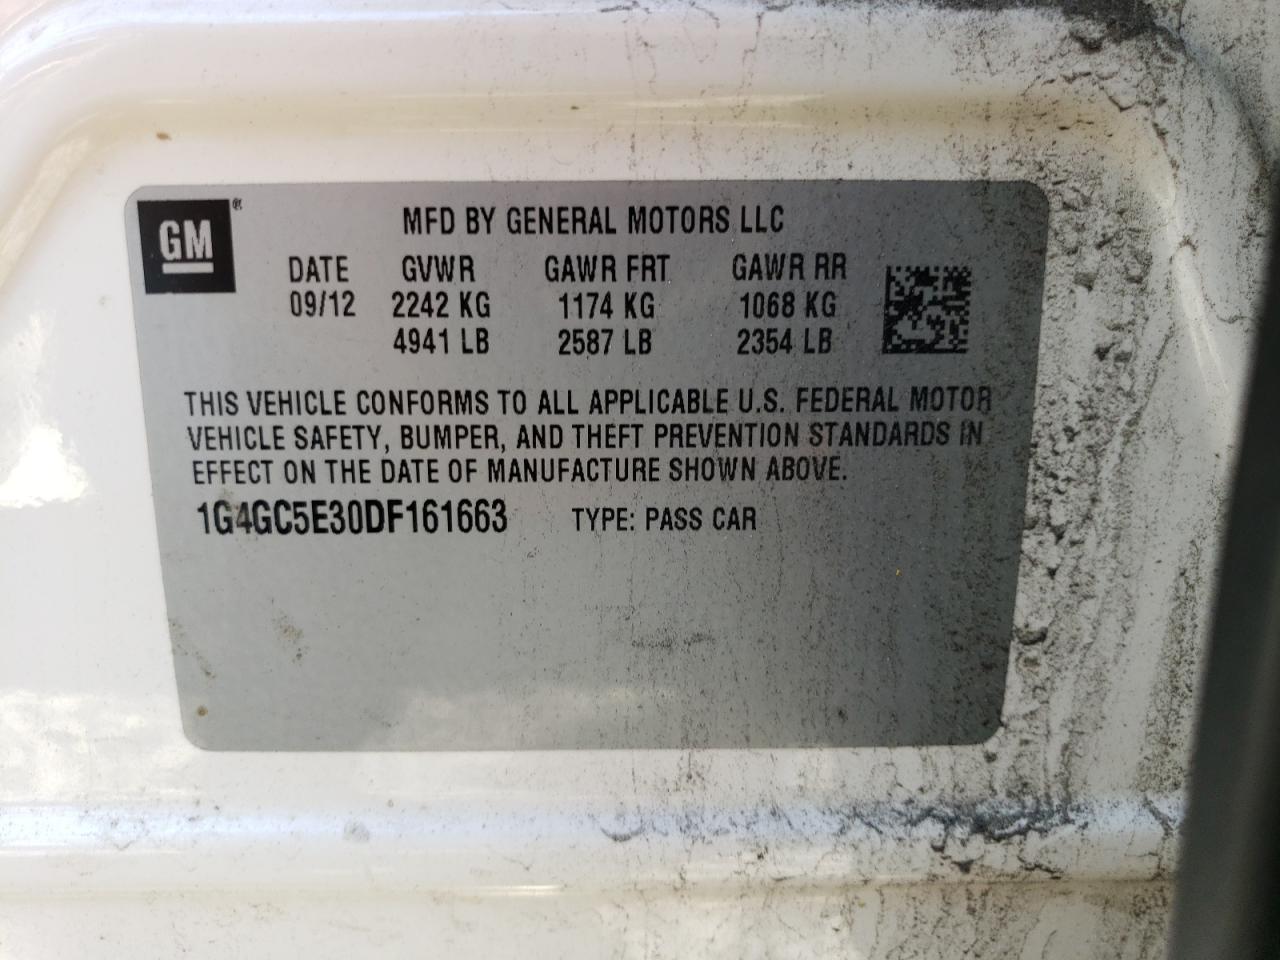 GM ®
MFD BY GENERAL MOTORS LLC
DATE GVWR GAWR FRT GAWR RR
09/12 2242 KG 1174 KG 1068 KG
4941 LB 2587 LB 2354 LB
THIS VEHICLE CONFORMS TO ALL APPLICABLE U.S. FEDERAL MOTOR
VEHICLE SAFETY, BUMPER, AND THEFT PREVENTION STANDARDS IN
EFFECT ON THE DATE OF MANUFACTURE SHOWN ABOVE.
1G4GC5E30DF161663 TYPE: PASS CAR